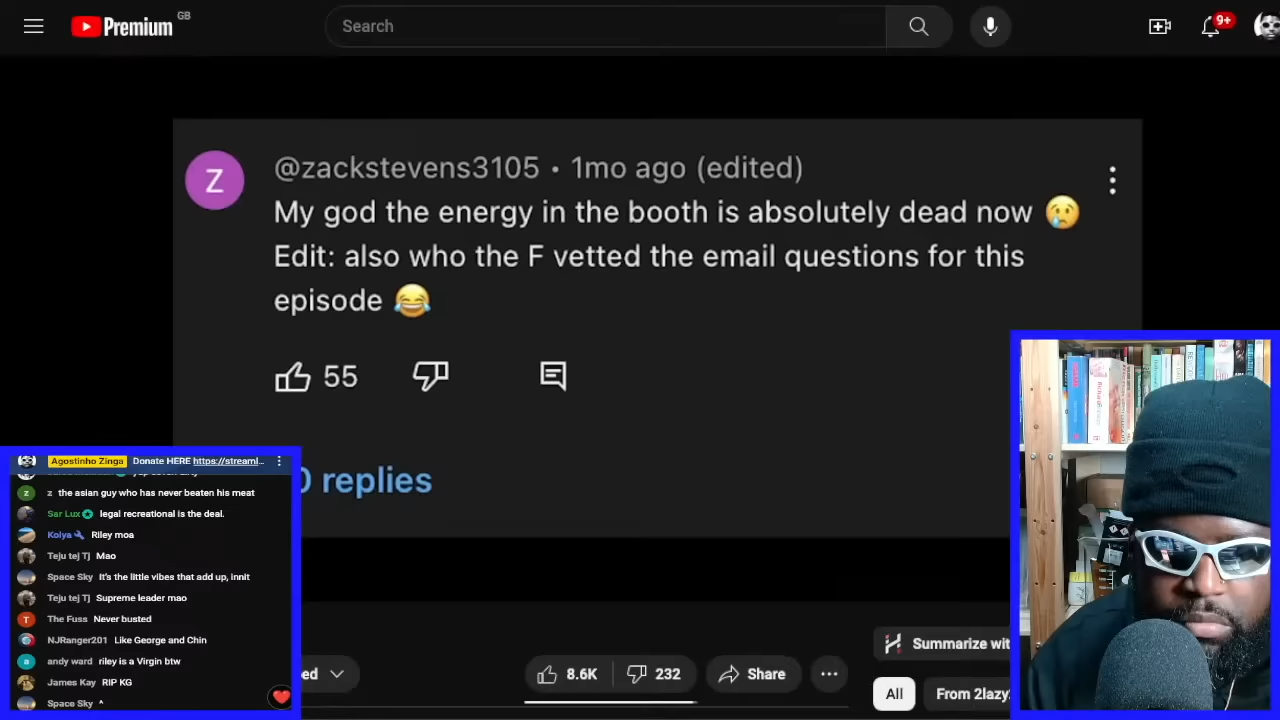 Premium GB
Search
9+
Z
@zackstevens3105 • 1mo ago (edited)
My god the energy in the booth is absolutely dead now 😢
Edit: also who the F vetted the email questions for this
episode 😂
55
replies
Agostinho Zinga Donate HERE https://streaml...
z the asian guy who has never beaten his meat
Sar Lux legal recreational is the deal.
Kolya Riley moa
Teju tej Tj Mao
Space Sky It's the little vibes that add up, innit
Teju tej Tj Supreme leader mao
The Fuss Never busted
NJRanger201 Like George and Chin
andy ward riley is a Virgin btw
James Kay RIP KG
Space Sky ^
8.6K
232
Share
Summarize wit
All
From 2lazy